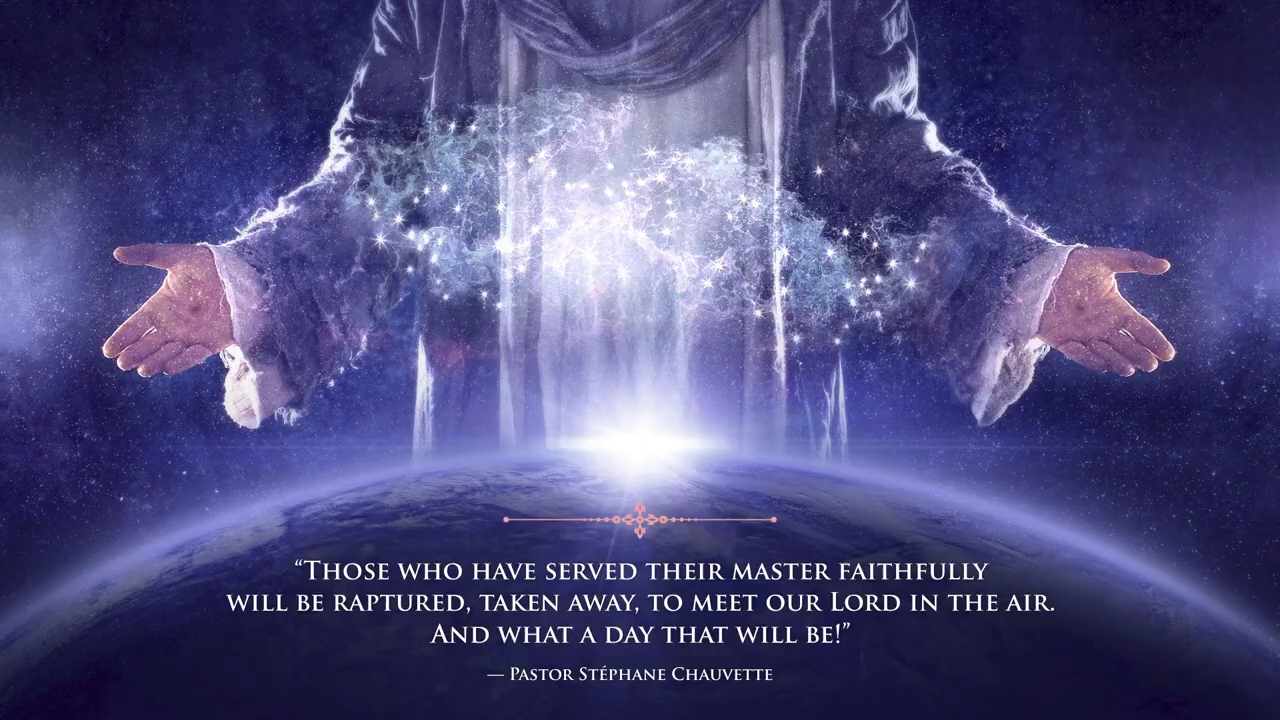 “Those who have served their master faithfully
will be raptured, taken away, to meet our Lord in the air.
And what a day that will be!”
— Pastor Stéphane Chauvette